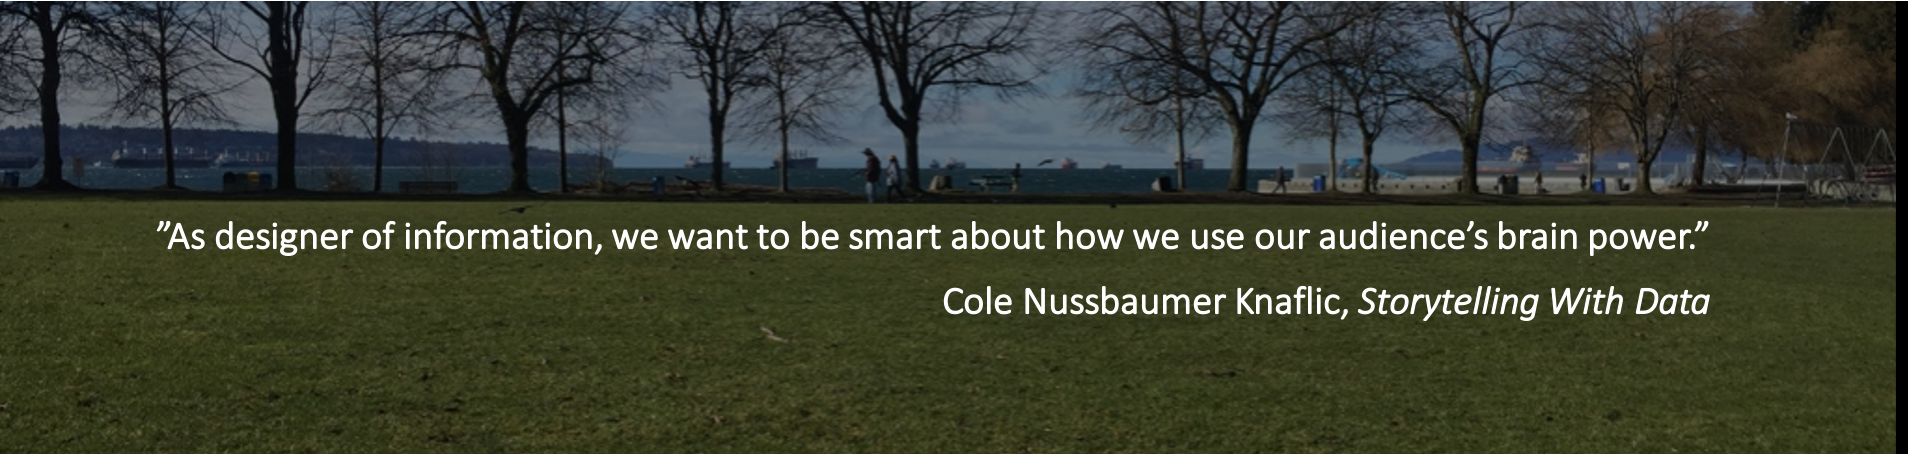 ”As designer of information, we want to be smart about how we use our audience’s brain power.”
Cole Nussbaumer Knaflic, Storytelling With Data